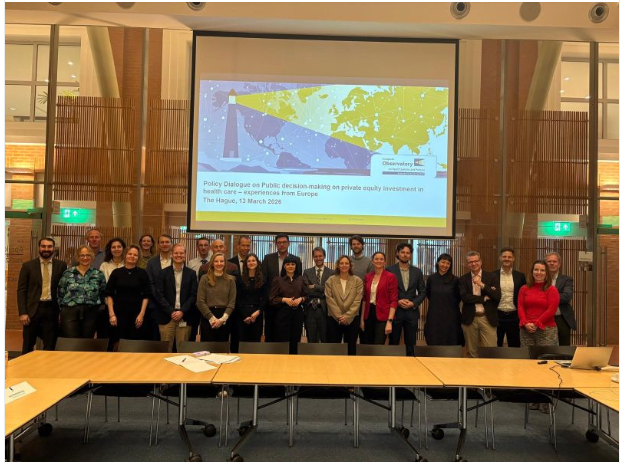 Observatory
Policy Dialogue on Public decision-making on private equity investment in
health care – experiences from Europe
The Hague, 13 March 2026